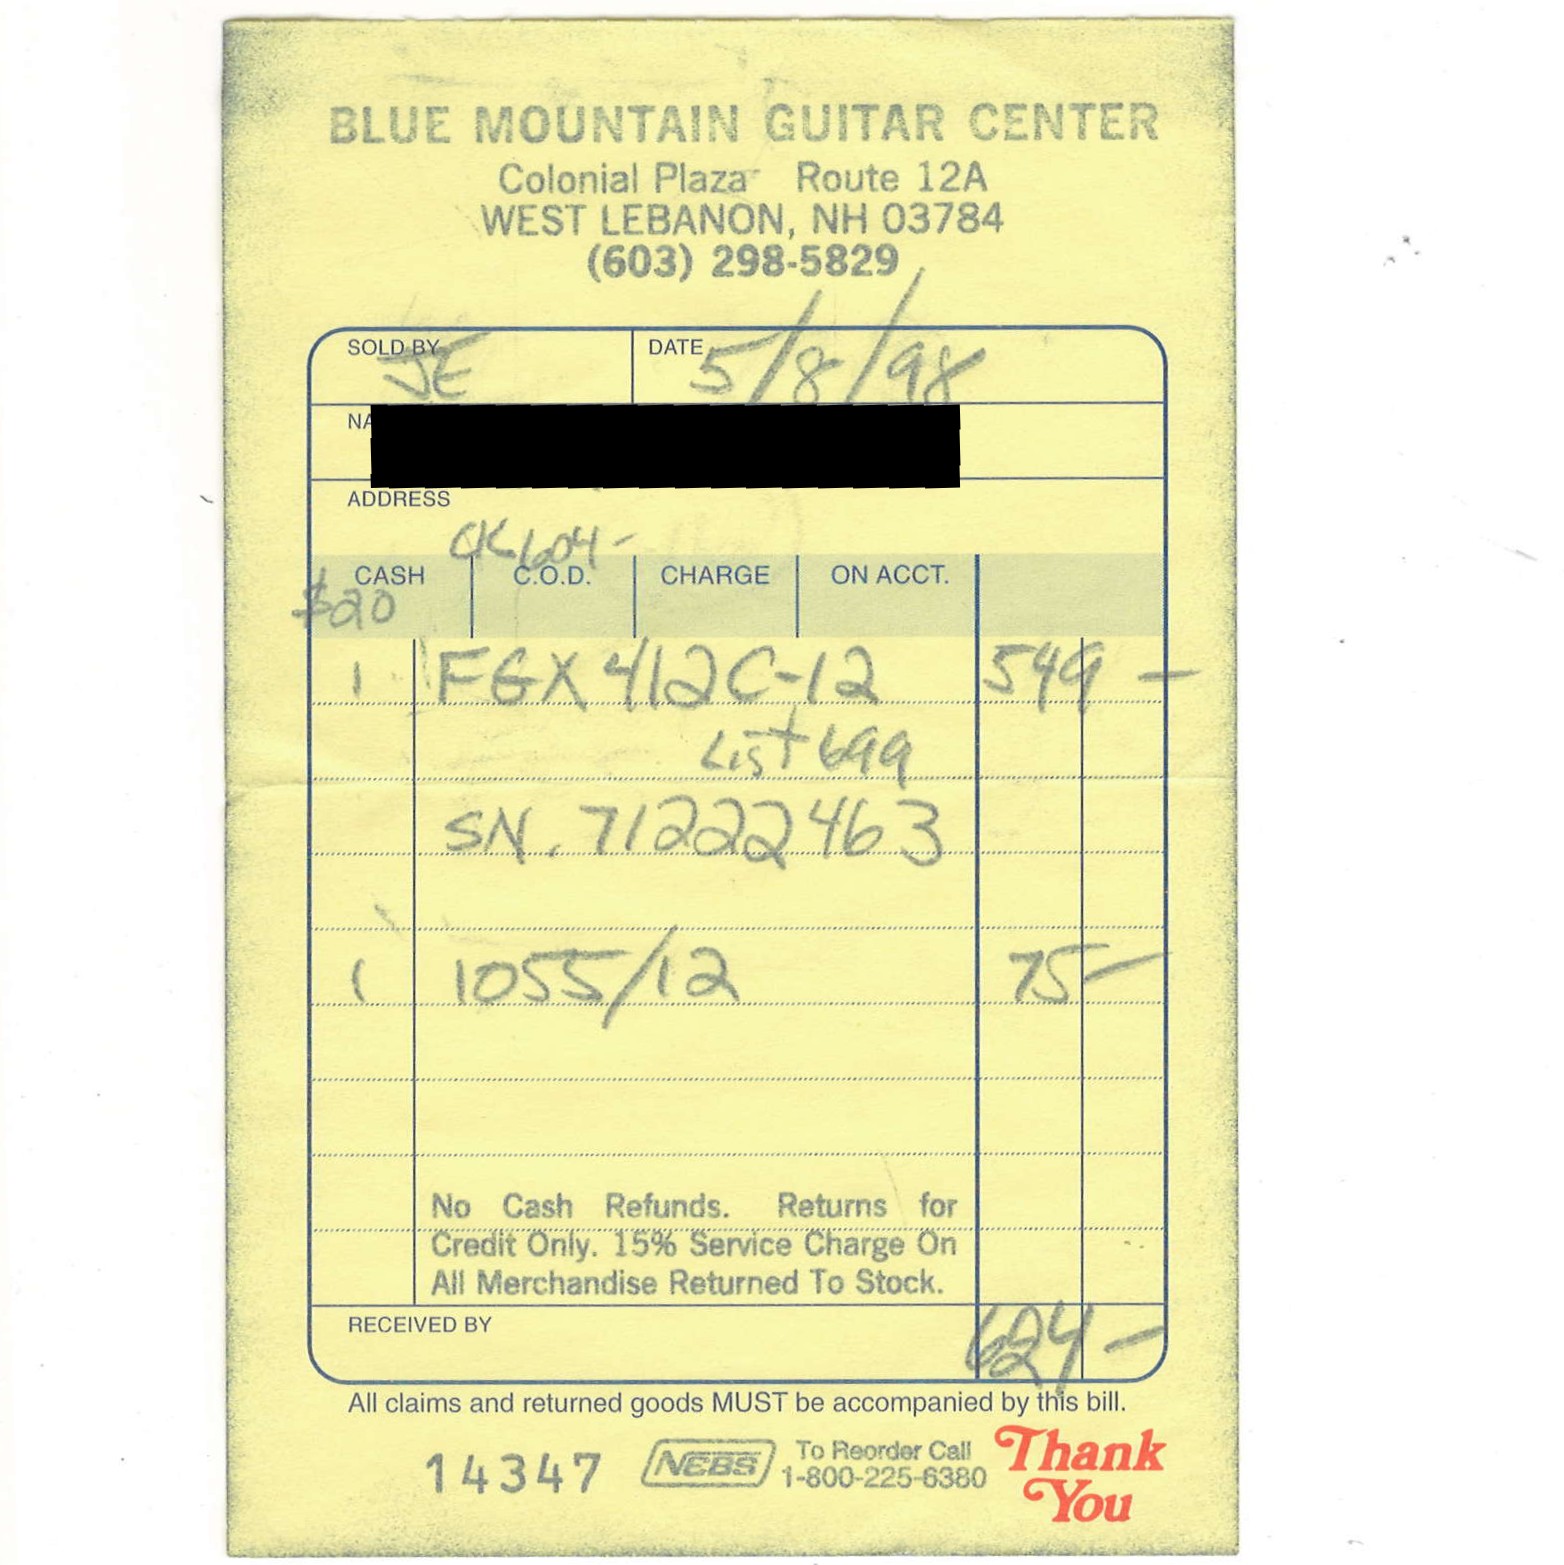 BLUE MOUNTAIN GUITAR CENTER
Colonial Plaza Route 12A
WEST LEBANON, NH 03784
(603) 298-5829
SOLD BY JE DATE 5/8/98
NA
ADDRESS
CK 604-
CASH C.O.D. CHARGE ON ACCT.
$20
1 FGX412C-12 549 -
List 699
SN. 71222463
1 1055/12 75-
No Cash Refunds. Returns for
Credit Only. 15% Service Charge On
All Merchandise Returned To Stock.
RECEIVED BY 624-
All claims and returned goods MUST be accompanied by this bill.
14347 NEBS To Reorder Call
1-800-225-6380
Thank
You